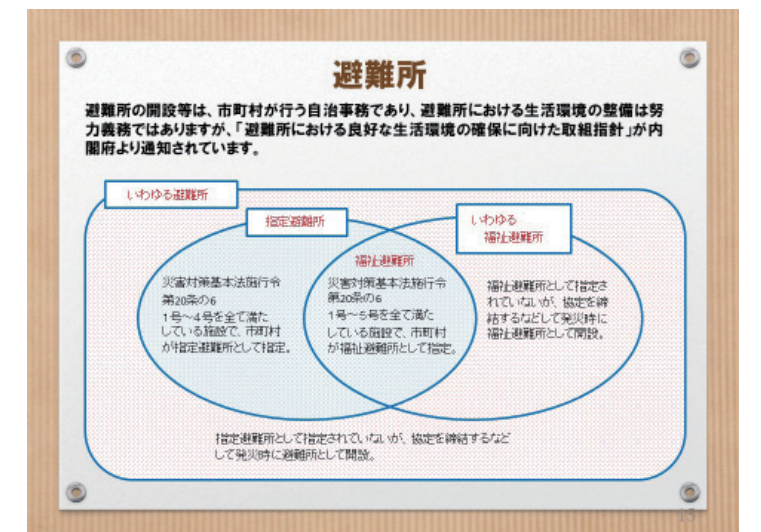 避難所
避難所の開設等は、市町村が行う自治事務であり、避難所における生活環境の整備は努
力義務ではありますが、「避難所における良好な生活環境の確保に向けた取組指針」が内
閣府より通知されています。
いわゆる避難所
指定避難所
いわゆる
福祉避難所
福祉避難所
災害対策基本法施行令
第20条の6
1号～4号を全て満た
している施設で、市町村
が指定避難所として指定。
災害対策基本法施行令
第20条の6
1号～5号を全て満た
している施設で、市町村
が福祉避難所として指定。
福祉避難所として指定さ
れていないが、協定を締
結するなどして発災時に
福祉避難所として開設。
指定避難所として指定されていないが、協定を締結するなど
して発災時に避難所として開設。
15